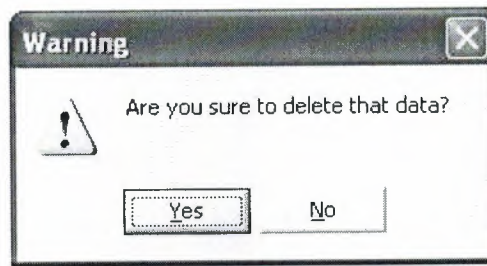 Warning
Are you sure to delete that data?
Yes
No